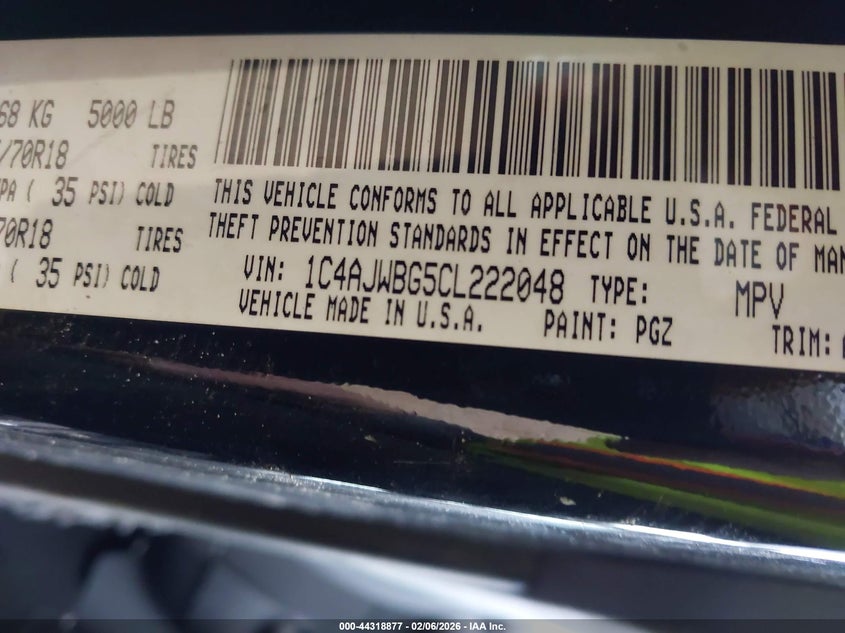 68 KG 5000 LB
/70R18 TIRES
PA ( 35 PSI) COLD
70R18 TIRES
( 35 PSI) COLD
THIS VEHICLE CONFORMS TO ALL APPLICABLE U.S.A. FEDERAL
THEFT PREVENTION STANDARDS IN EFFECT ON THE DATE OF MAN
VIN: 1C4AJWBG5CL222048 TYPE: MPV
VEHICLE MADE IN U.S.A. PAINT: PGZ TRIM:
000-44318877 - 02/06/2026 - IAA Inc.